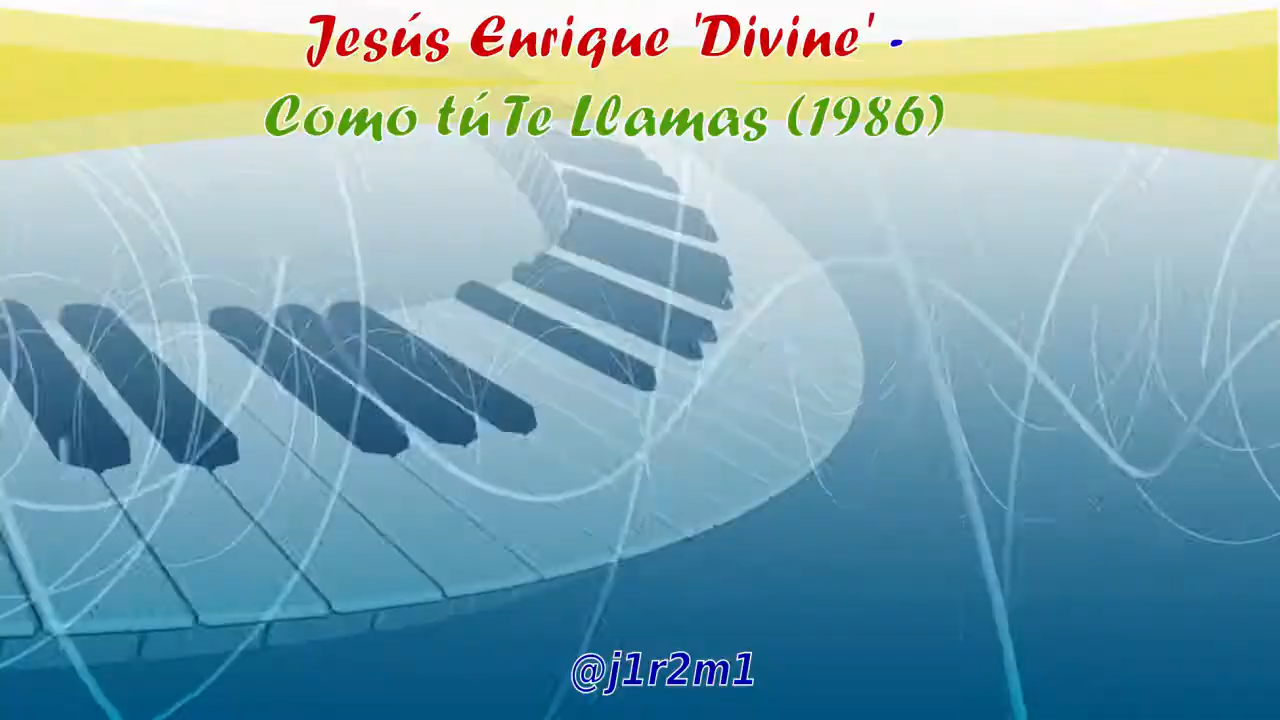 Jesús Enrique 'Divine' -
Como tú Te Llamas (1986)
@j1r2m1